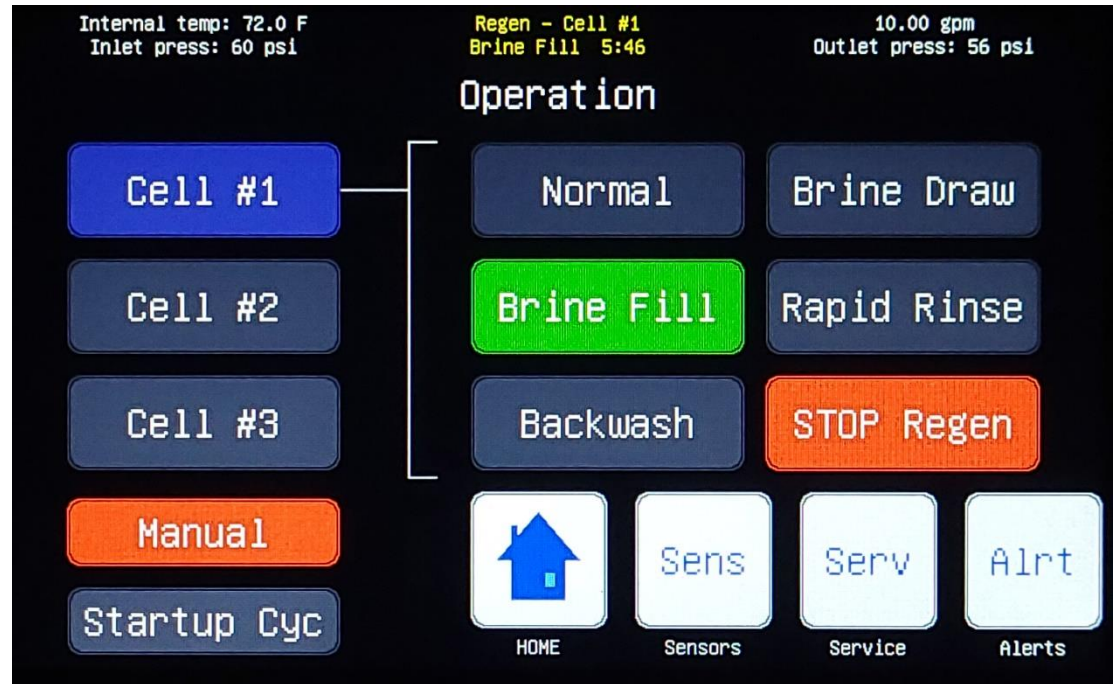 Internal temp: 72.0 F
Inlet press: 60 psi
Regen - Cell #1
Brine Fill 5:46
10.00 gpm
Outlet press: 56 psi
Operation
Cell #1
Normal
Brine Draw
Cell #2
Brine Fill
Rapid Rinse
Cell #3
Backwash
STOP Regen
Manual
Startup Cyc
Sens
Serv
Alrt
HOME
Sensors
Service
Alerts